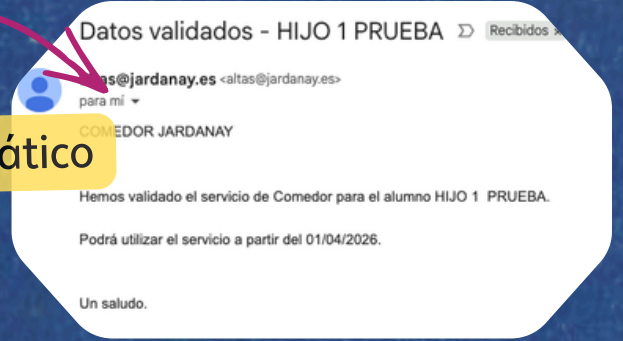 Datos validados - HIJO 1 PRUEBA Recibidos
as@jardanay.es <altas@jardanay.es>
para mí
COMEDOR JARDANAY
ático
Hemos validado el servicio de Comedor para el alumno HIJO 1 PRUEBA.
Podrá utilizar el servicio a partir del 01/04/2026.
Un saludo.